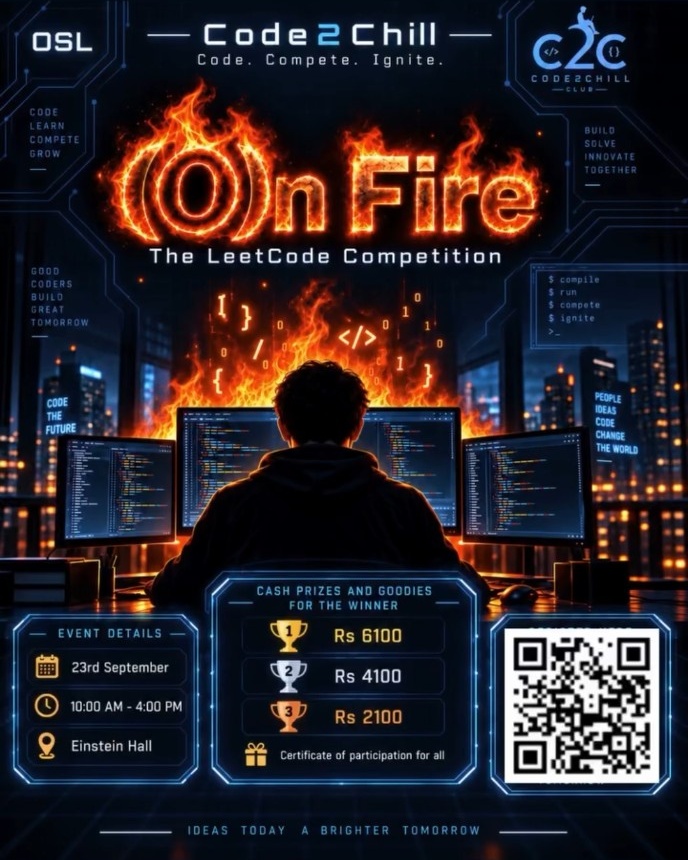 OSL
Code 2 Chill
Code. Compete. Ignite.
</> C2C { }
CODE2CHILL
CLUB
CODE
LEARN
COMPETE
GROW
BUILD
SOLVE
INNOVATE
TOGETHER
(O)n Fire
The LeetCode Competition
GOOD
CODERS
BUILD
GREAT
TOMORROW
$ compile
$ run
$ compete
$ ignite
>_
CODE
THE
FUTURE
PEOPLE
IDEAS
CODE
CHANGE
THE WORLD
EVENT DETAILS
23rd September
10:00 AM - 4:00 PM
Einstein Hall
CASH PRIZES AND GOODIES
FOR THE WINNER
1 Rs 6100
2 Rs 4100
3 Rs 2100
Certificate of participation for all
IDEAS TODAY A BRIGHTER TOMORROW